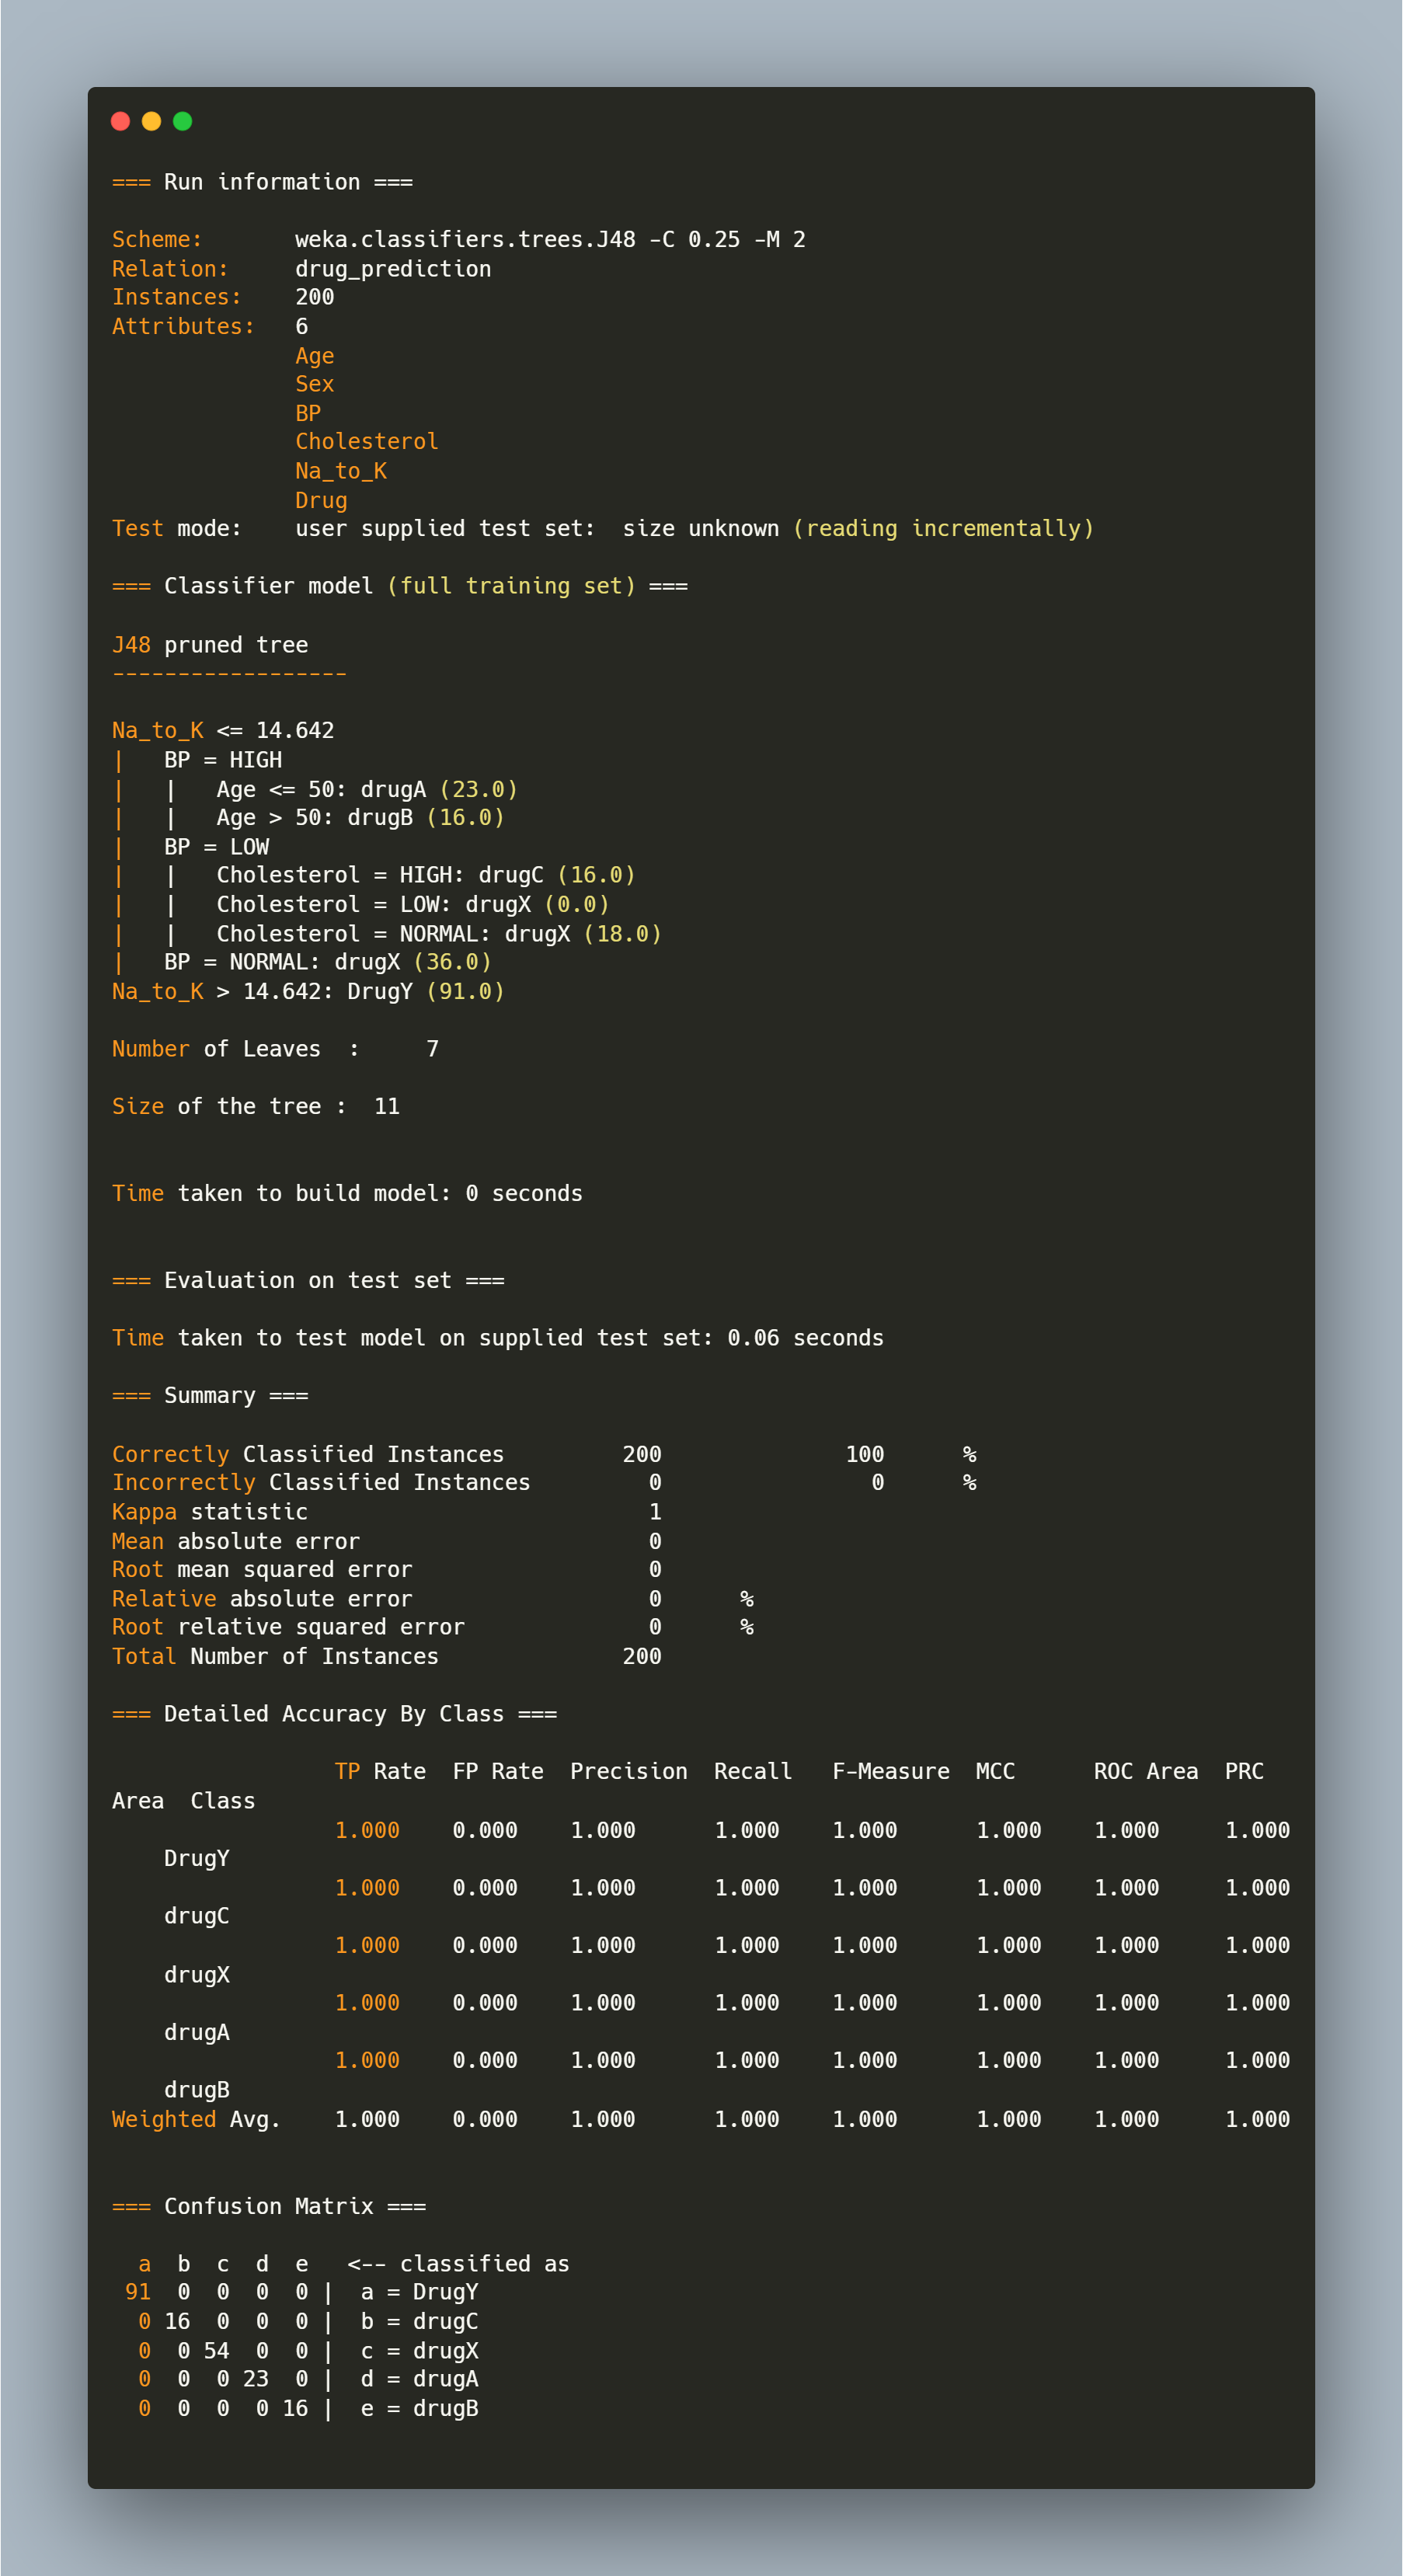 === Run information ===
Scheme:       weka.classifiers.trees.J48 -C 0.25 -M 2
Relation:     drug_prediction
Instances:    200
Attributes:   6
              Age
              Sex
              BP
              Cholesterol
              Na_to_K
              Drug
Test mode:    user supplied test set:  size unknown (reading incrementally)
=== Classifier model (full training set) ===
J48 pruned tree
------------------
Na_to_K <= 14.642
|   BP = HIGH
|   |   Age <= 50: drugA (23.0)
|   |   Age > 50: drugB (16.0)
|   BP = LOW
|   |   Cholesterol = HIGH: drugC (16.0)
|   |   Cholesterol = LOW: drugX (0.0)
|   |   Cholesterol = NORMAL: drugX (18.0)
|   BP = NORMAL: drugX (36.0)
Na_to_K > 14.642: DrugY (91.0)
Number of Leaves  :     7
Size of the tree :  11
Time taken to build model: 0 seconds
=== Evaluation on test set ===
Time taken to test model on supplied test set: 0.06 seconds
=== Summary ===
Correctly Classified Instances         200              100      %
Incorrectly Classified Instances         0                0      %
Kappa statistic                          1
Mean absolute error                      0
Root mean squared error                  0
Relative absolute error                  0      %
Root relative squared error              0      %
Total Number of Instances              200
=== Detailed Accuracy By Class ===
                 TP Rate  FP Rate  Precision  Recall   F-Measure  MCC      ROC Area  PRC
Area  Class
                 1.000    0.000    1.000      1.000    1.000      1.000    1.000     1.000
    DrugY
                 1.000    0.000    1.000      1.000    1.000      1.000    1.000     1.000
    drugC
                 1.000    0.000    1.000      1.000    1.000      1.000    1.000     1.000
    drugX
                 1.000    0.000    1.000      1.000    1.000      1.000    1.000     1.000
    drugA
                 1.000    0.000    1.000      1.000    1.000      1.000    1.000     1.000
    drugB
Weighted Avg.    1.000    0.000    1.000      1.000    1.000      1.000    1.000     1.000
=== Confusion Matrix ===
  a  b  c  d  e   <-- classified as
 91  0  0  0  0 |  a = DrugY
  0 16  0  0  0 |  b = drugC
  0  0 54  0  0 |  c = drugX
  0  0  0 23  0 |  d = drugA
  0  0  0  0 16 |  e = drugB